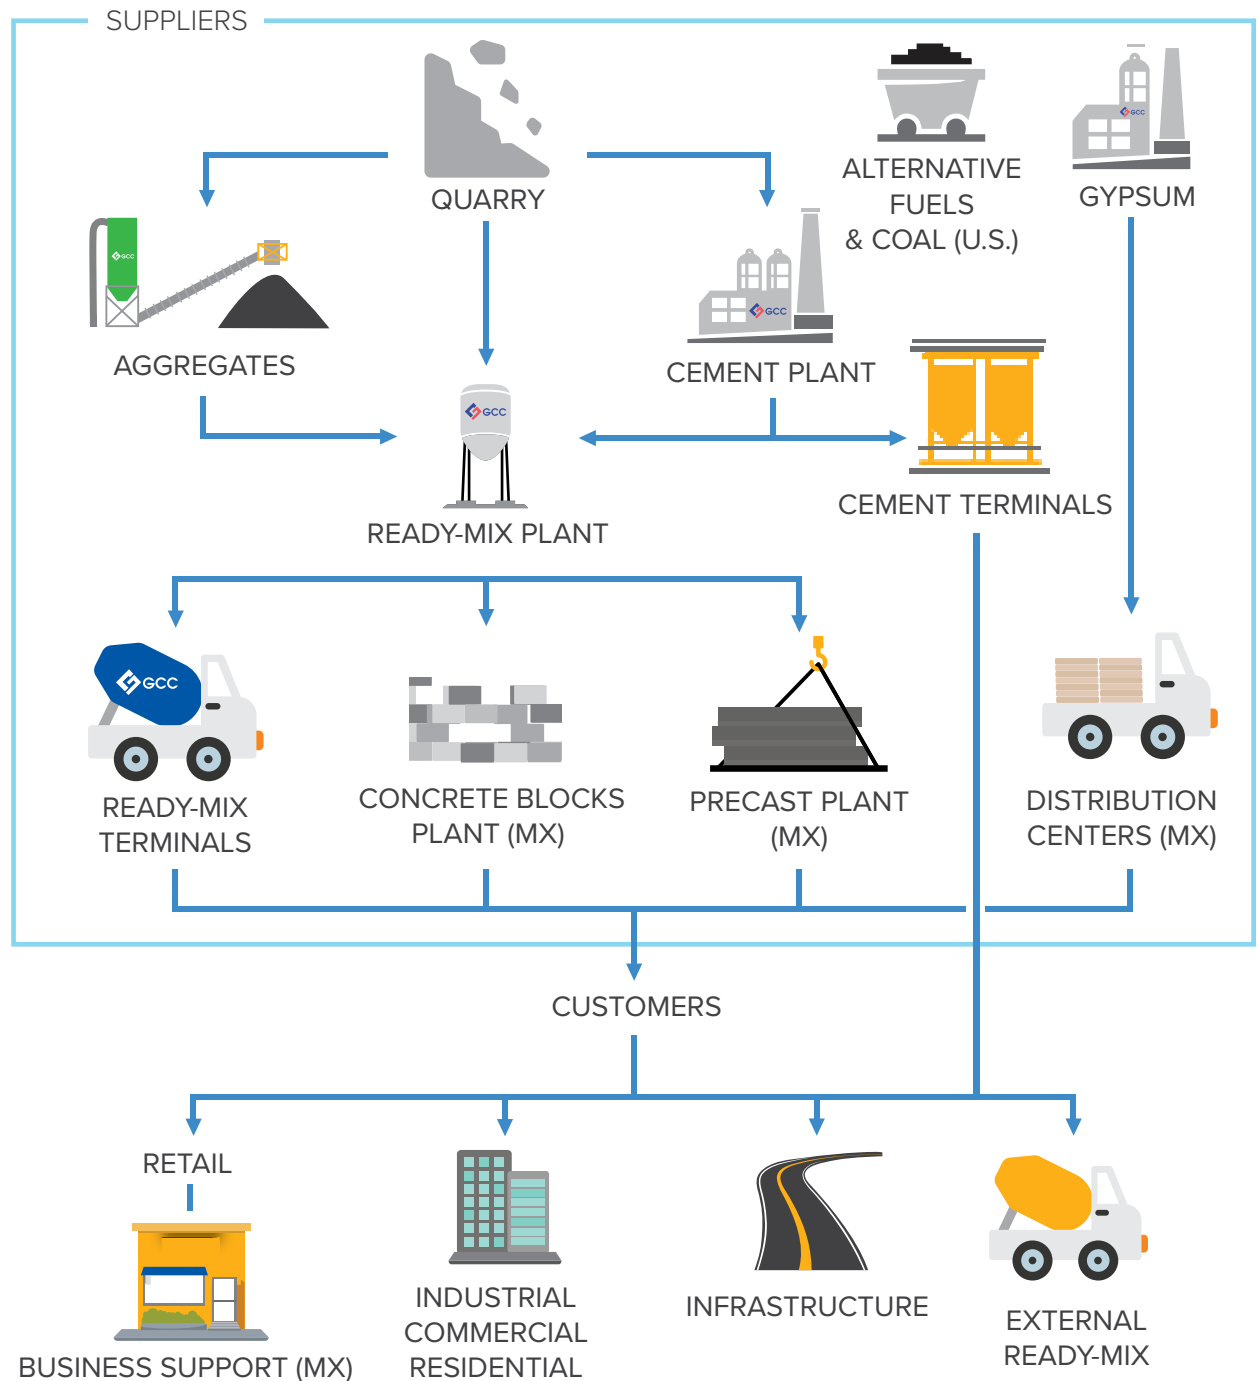 SUPPLIERS
QUARRY
ALTERNATIVE
FUELS
& COAL (U.S.)
GCC
GYPSUM
GCC
AGGREGATES
GCC
CEMENT PLANT
GCC
READY-MIX PLANT
CEMENT TERMINALS
GCC
READY-MIX
TERMINALS
CONCRETE BLOCKS
PLANT (MX)
PRECAST PLANT
(MX)
DISTRIBUTION
CENTERS (MX)
CUSTOMERS
RETAIL
BUSINESS SUPPORT (MX)
INDUSTRIAL
COMMERCIAL
RESIDENTIAL
INFRASTRUCTURE
EXTERNAL
READY-MIX